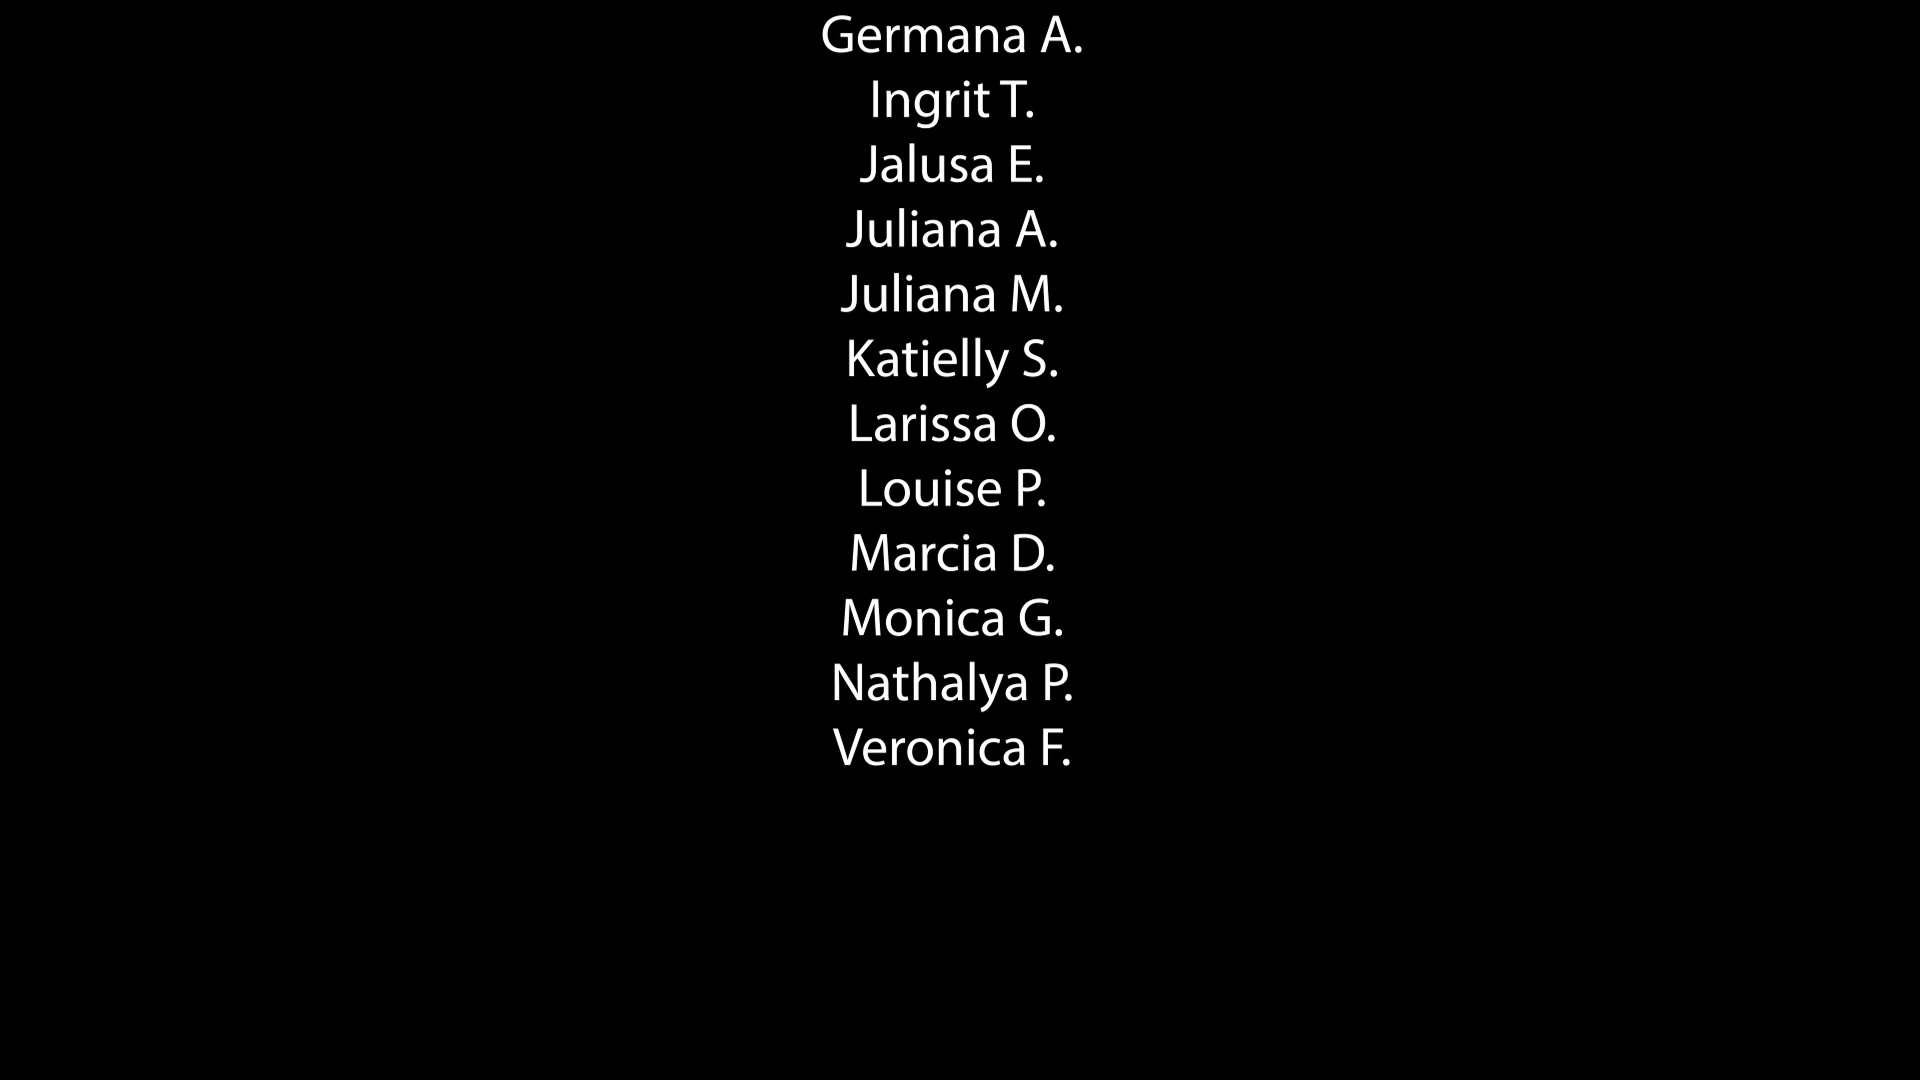 Germana A.
Ingrit T.
Jalusa E.
Juliana A.
Juliana M.
Katielly S.
Larissa O.
Louise P.
Marcia D.
Monica G.
Nathalya P.
Veronica F.